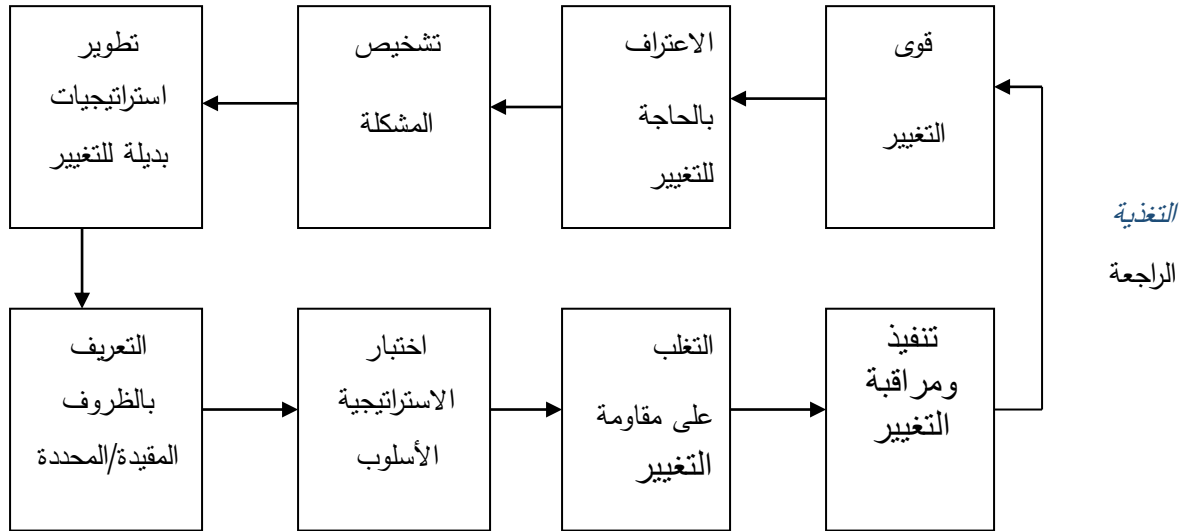 قوى
التغيير
الاعتراف
بالحاجة
للتغيير
تشخيص
المشكلة
تطوير
استراتيجيات
بديلة للتغيير
التعريف
بالظروف
المقيدة/المحددة
اختبار
الاستراتيجية
الأسلوب
التغلب
على مقاومة
التغيير
تنفيذ
ومراقبة
التغيير
التغذية
الراجعة